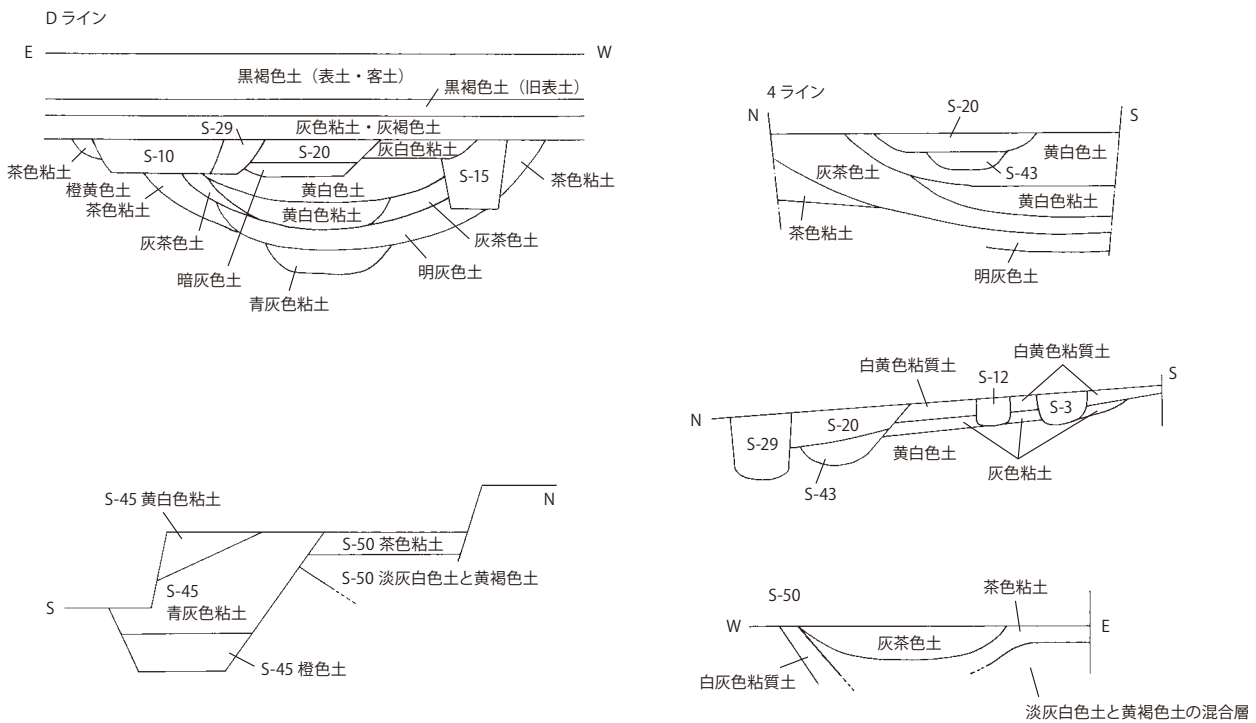 D ライン
E
W
黒褐色土（表土・客土）
黒褐色土（旧表土）
S-29
灰色粘土・灰褐色土
S-10
S-20
灰白色粘土
茶色粘土
S-15
茶色粘土
橙黄色土
黄白色土
茶色粘土
黄白色粘土
灰茶色土
灰茶色土
暗灰色土
明灰色土
青灰色粘土
4 ライン
N
S-20
S
黄白色土
灰茶色土
S-43
黄白色粘土
茶色粘土
明灰色土
白黄色粘質土
白黄色粘質土
S-12
S
N
S-20
S-3
S-29
黄白色土
灰色粘土
S-43
S-45 黄白色粘土
N
S-50 茶色粘土
S-50 淡灰白色土と黄褐色土
S-45
青灰色粘土
S
S-45 橙色土
S-50
茶色粘土
W
E
灰茶色土
白灰色粘質土
淡灰白色土と黄褐色土の混合層